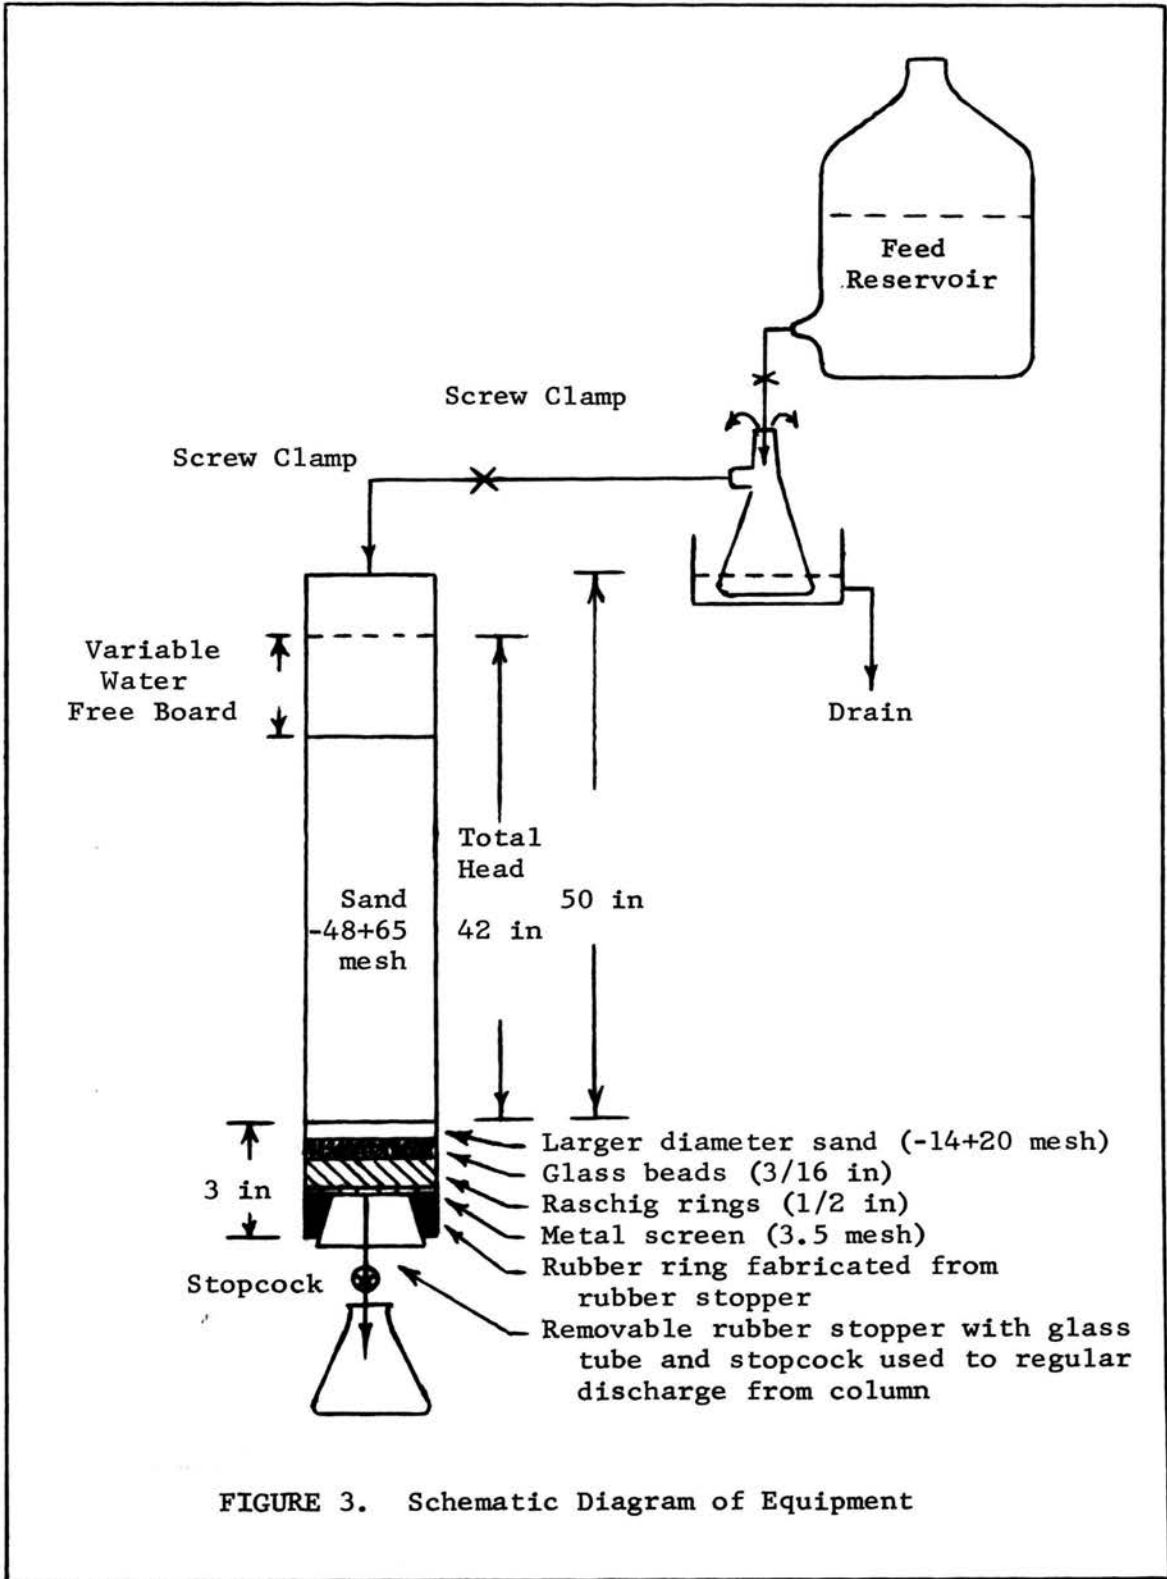 Feed
Reservoir
Screw Clamp
Screw Clamp
Variable
Water
Free Board
Drain
Total
Head
42 in
50 in
Sand
-48+65
mesh
3 in
Larger diameter sand (-14+20 mesh)
Glass beads (3/16 in)
Raschig rings (1/2 in)
Metal screen (3.5 mesh)
Rubber ring fabricated from
rubber stopper
Removable rubber stopper with glass
tube and stopcock used to regular
discharge from column
Stopcock
FIGURE 3. Schematic Diagram of Equipment